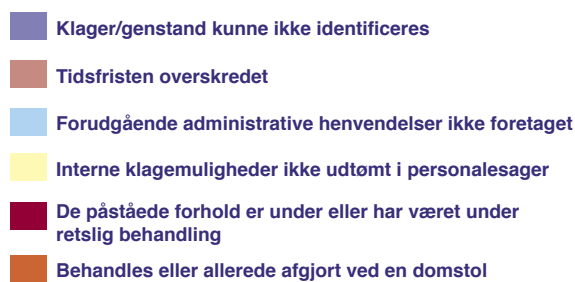 Klager/genstand kunne ikke identificeres
Tidsfristen overskredet
Forudgående administrative henvendelser ikke foretaget
Interne klagemuligheder ikke udtømt i personalesager
De påståede forhold er under eller har været under
retslig behandling
Behandles eller allerede afgjort ved en domstol